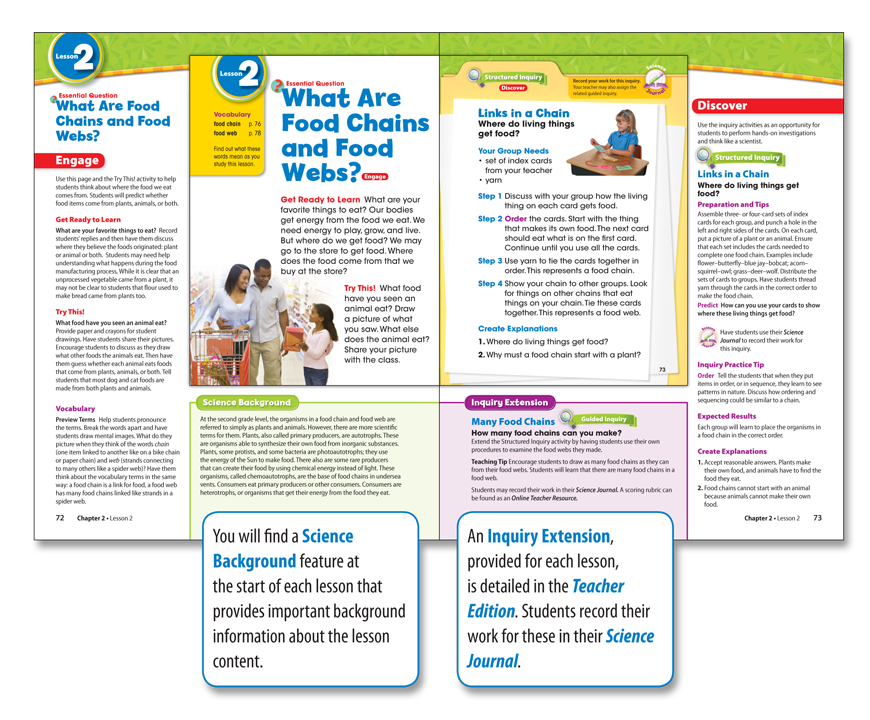 Lesson 2
Essential Question
What Are Food
Chains and Food
Webs?
Engage
Use this page and the Try This! activity to help
students think about where the food we eat
comes from. Students will predict whether
food items come from plants, animals, or both.
Get Ready to Learn
What are your favorite things to eat? Record
students' replies and then have them discuss
where they believe the foods originated: plant
or animal or both. Students may need help
understanding what happens during the food
manufacturing process. While it is clear that an
unprocessed vegetable came from a plant, it
may not be clear to students that flour used to
make bread came from plants too.
Try This!
What food have you seen an animal eat?
Provide paper and crayons for student
drawings. Have students share their pictures.
Encourage students to discuss as they draw
what other foods the animals eat. Then have
them guess whether each animal eats foods
that come from plants, animals, or both. Tell
students that most dog and cat foods are
made from both plants and animals.
Vocabulary
Preview Terms Help students pronounce
the terms. Break the words apart and have
students draw mental images. What do they
picture when they think of the words chain
(one item linked to another like on a bike chain
or paper chain) and web (strands connecting
to many others like a spider web)? Have them
think about the vocabulary terms in the same
way: a food chain is a link for food, a food web
has many food chains linked like strands in a
spider web.
72 Chapter 2 • Lesson 2
Lesson 2
Vocabulary
food chain p. 76
food web p. 78
Find out what these
words mean as you
study this lesson.
Essential Question
What Are
Food Chains
and Food
Webs? Engage
Get Ready to Learn What are your
favorite things to eat? Our bodies
get energy from the food we eat. We
need energy to play, grow, and live.
But where do we get food? We may
go to the store to get food. Where
does the food come from that we
buy at the store?
Try This! What food
have you seen an
animal eat? Draw
a picture of what
you saw. What else
does the animal eat?
Share your picture
with the class.
Structured Inquiry
Discover
Record your work for this inquiry.
Your teacher may also assign the
related guided inquiry.
Science
Journal
Links in a Chain
Where do living things
get food?
Your Group Needs
• set of index cards
from your teacher
• yarn
Step 1 Discuss with your group how the living
thing on each card gets food.
Step 2 Order the cards. Start with the thing
that makes its own food. The next card
should eat what is on the first card.
Continue until you use all the cards.
Step 3 Use yarn to tie the cards together in
order. This represents a food chain.
Step 4 Show your chain to other groups. Look
for things on other chains that eat
things on your chain. Tie these cards
together. This represents a food web.
Create Explanations
1. Where do living things get food?
2. Why must a food chain start with a plant?
73
Science Background
At the second grade level, the organisms in a food chain and food web are
referred to simply as plants and animals. However, there are more scientific
terms for them. Plants, also called primary producers, are autotrophs. These
are organisms able to synthesize their own food from inorganic substances.
Plants, some protists, and some bacteria are photoautotrophs; they use
the energy of the Sun to make food. There also are some rare producers
that can create their food by using chemical energy instead of light. These
organisms, called chemoautotrophs, are the base of food chains in undersea
vents. Consumers eat primary producers or other consumers. Consumers are
heterotrophs, or organisms that get their energy from the food they eat.
Inquiry Extension
Many Food Chains Guided Inquiry
How many food chains can you make?
Extend the Structured Inquiry activity by having students use their own
procedures to examine the food webs they made.
Teaching Tip Encourage students to draw as many food chains as they can
from their food webs. Students will learn that there are many food chains in a
food web.
Students may record their work in their Science Journal. A scoring rubric can
be found as an Online Teacher Resource.
Discover
Use the inquiry activities as an opportunity for
students to perform hands-on investigations
and think like a scientist.
Structured Inquiry
Links in a Chain
Where do living things get
food?
Preparation and Tips
Assemble three- or four-card sets of index
cards for each group, and punch a hole in the
left and right sides of the cards. On each card,
put a picture of a plant or an animal. Ensure
that each set includes the cards needed to
complete one food chain. Examples include
flower–butterfly–blue jay–bobcat; acorn–
squirrel–owl; grass–deer–wolf. Distribute the
sets of cards to groups. Have students thread
yarn through the cards in the correct order to
make the food chain.
Predict How can you use your cards to show
where these living things get food?
Have students use their Science
Journal to record their work for
this inquiry.
Inquiry Practice Tip
Order Tell the students that when they put
items in order, or in sequence, they learn to see
patterns in nature. Discuss how ordering and
sequencing could be similar to a chain.
Expected Results
Each group will learn to place the organisms in
a food chain in the correct order.
Create Explanations
1. Accept reasonable answers. Plants make
their own food, and animals have to find the
food they eat.
2. Food chains cannot start with an animal
because animals cannot make their own
food.
Chapter 2 • Lesson 2 73
You will find a Science
Background feature at
the start of each lesson that
provides important background
information about the lesson
content.
An Inquiry Extension,
provided for each lesson,
is detailed in the Teacher
Edition. Students record their
work for these in their Science
Journal.